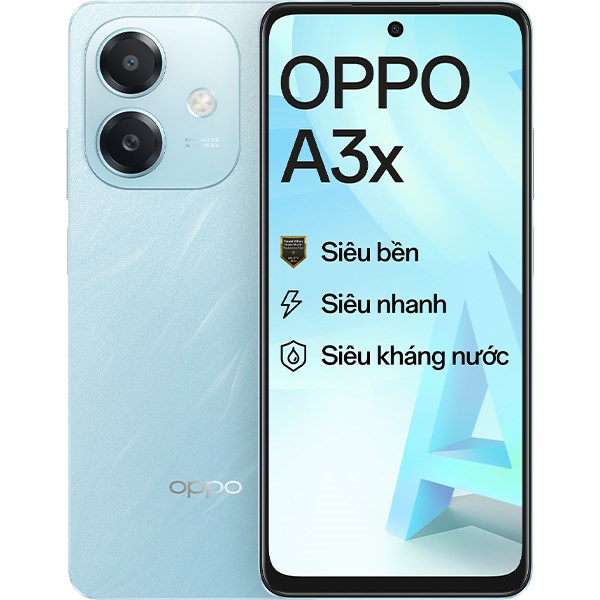 OPPO
A3x
Siêu bền
Siêu nhanh
Siêu kháng nước
oppo